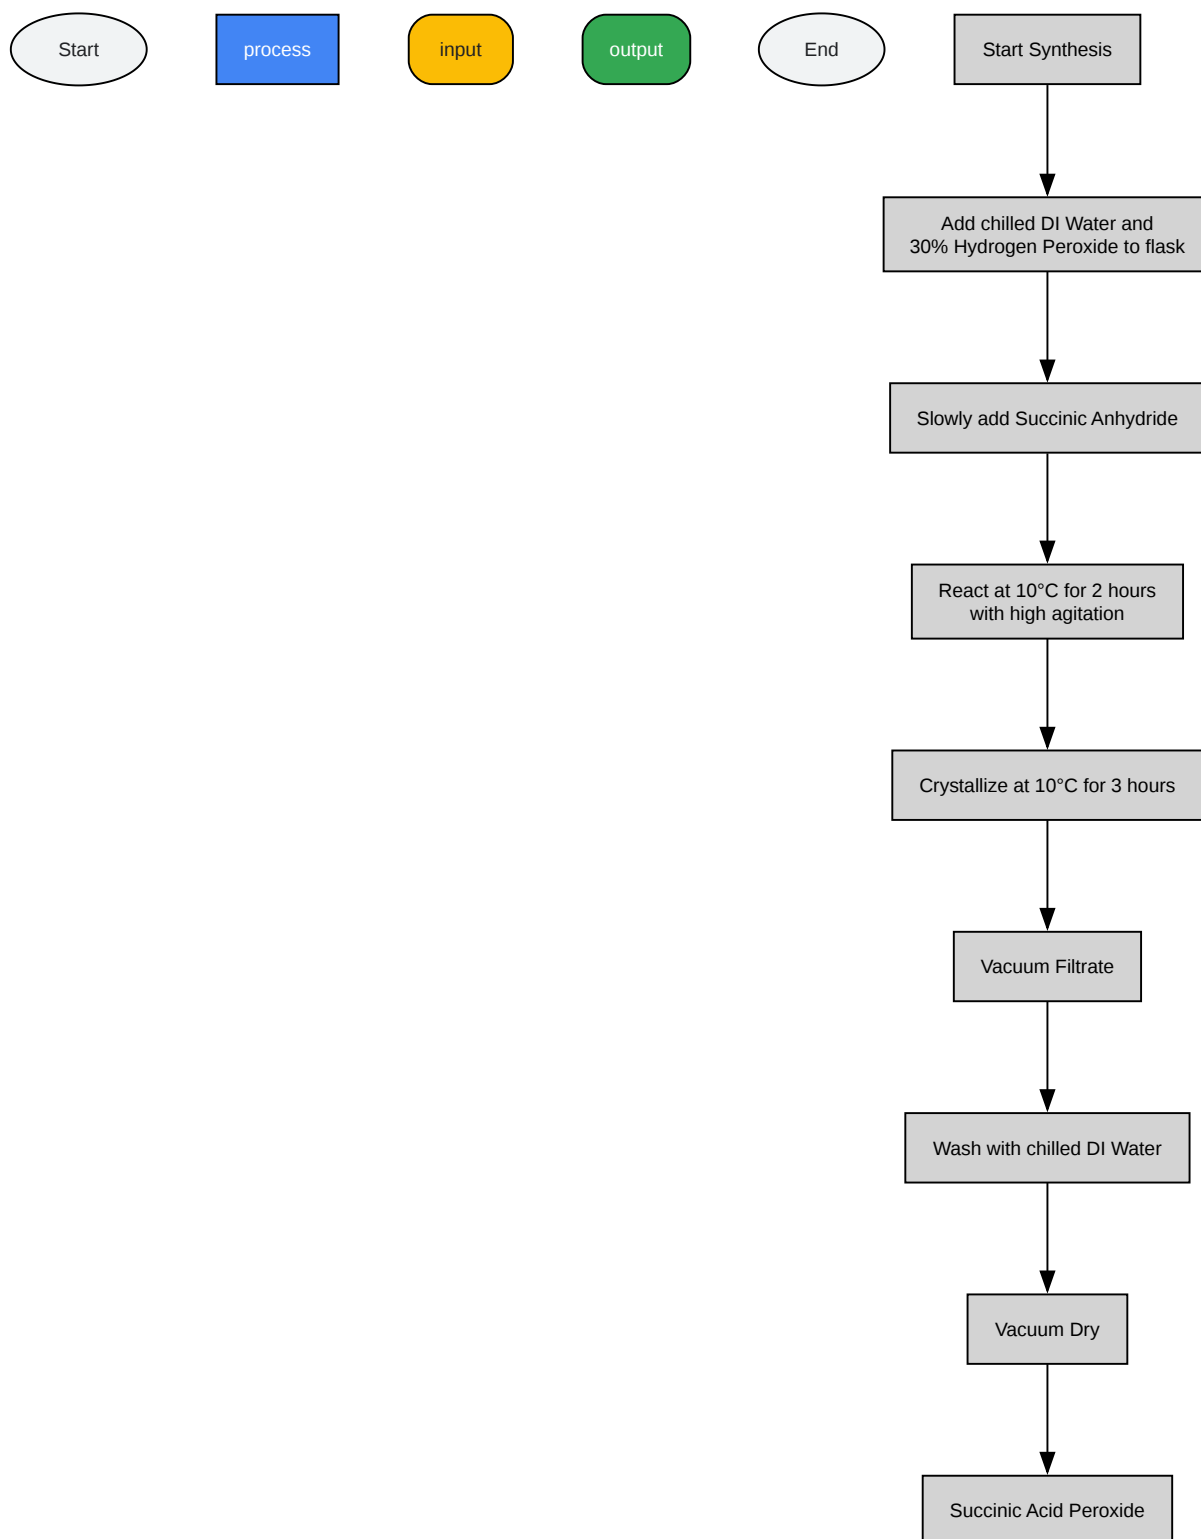 Start
process
input
output
End
Start Synthesis
Add chilled DI Water and
30% Hydrogen Peroxide to flask
Slowly add Succinic Anhydride
React at 10°C for 2 hours
with high agitation
Crystallize at 10°C for 3 hours
Vacuum Filtrate
Wash with chilled DI Water
Vacuum Dry
Succinic Acid Peroxide